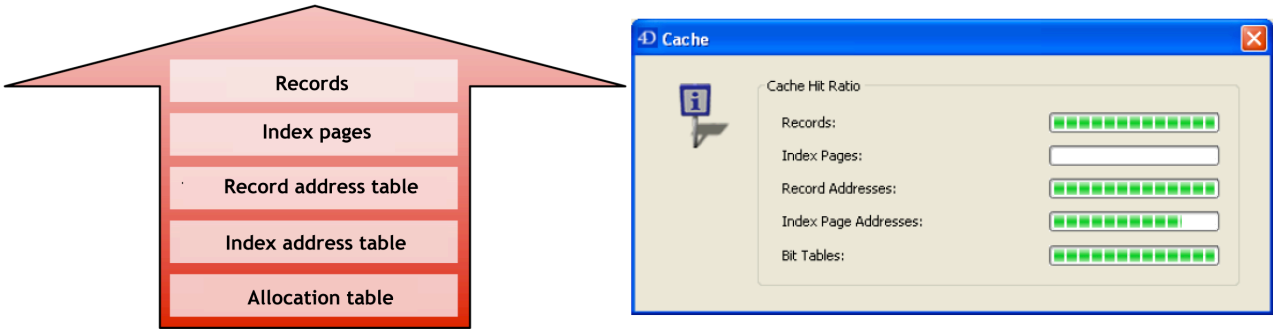 Records
Index pages
Record address table
Index address table
Allocation table
4D Cache
Cache Hit Ratio
Records:
Index Pages:
Record Addresses:
Index Page Addresses:
Bit Tables: